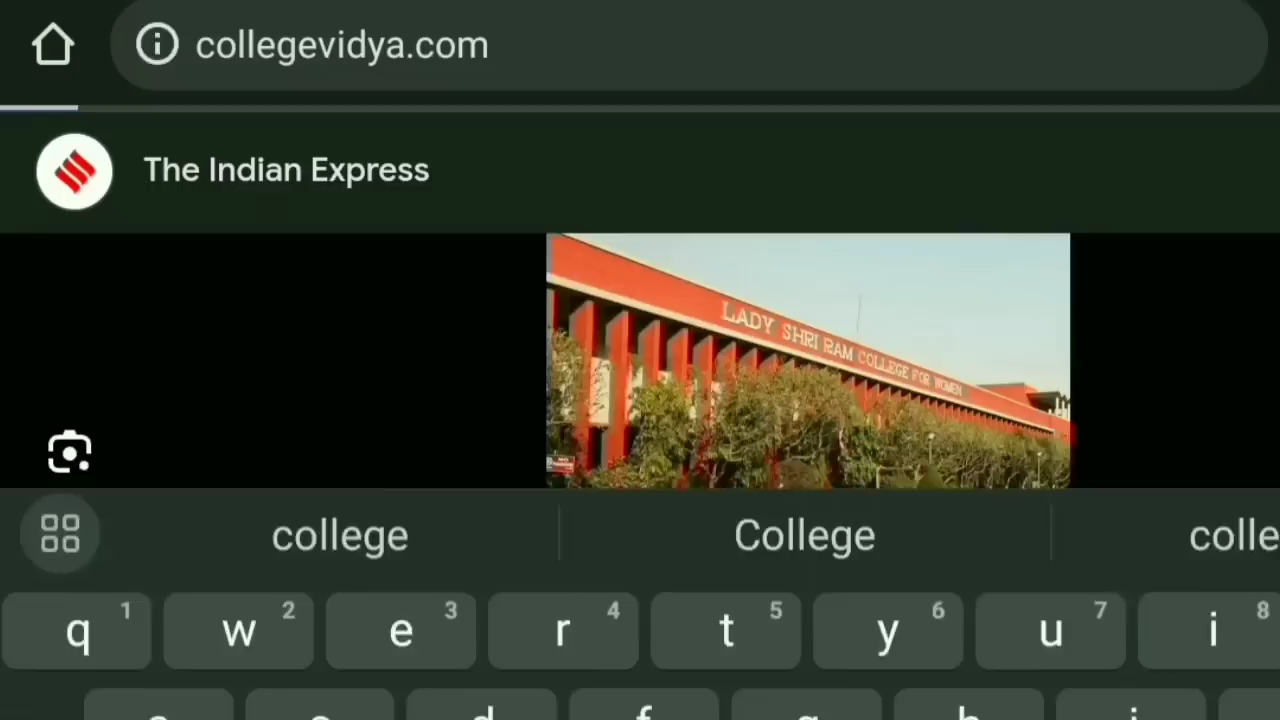 collegevidya.com
The Indian Express
LADY SHRI RAM COLLEGE FOR WOMEN
college
College
colle
q 1 w 2 e 3 r 4 t 5 y 6 u 7 i 8